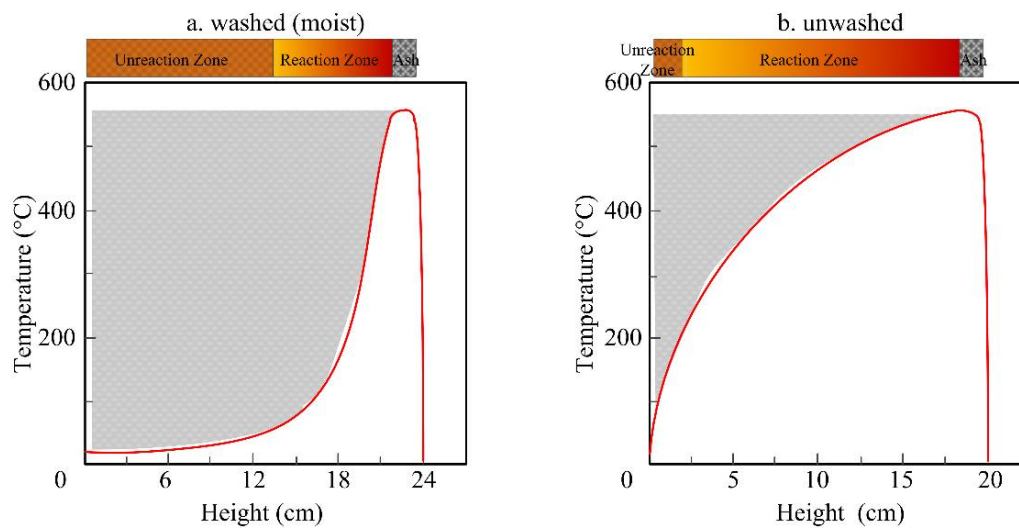 a. washed (moist)
Unreaction Zone
Reaction Zone
Ash
600
400
200
0
6
12
18
24
Temperature (°C)
Height (cm)
b. unwashed
Unreaction
Zone
Reaction Zone
Ash
600
400
200
0
5
10
15
20
Temperature (°C)
Height (cm)